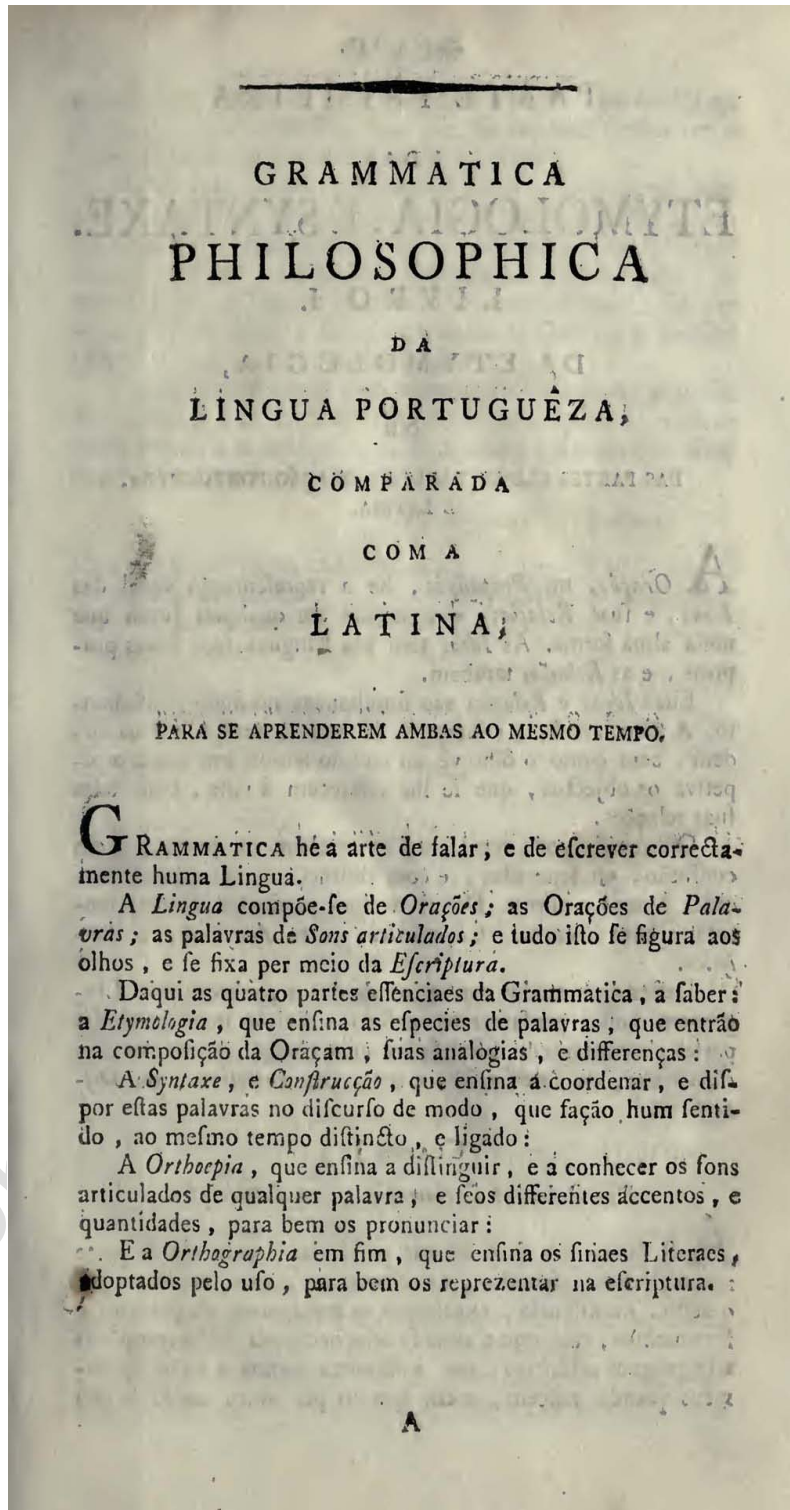 GRAMMATICA
PHILOSOPHICA
DA
LINGUA PORTUGUÊZA,
COMPARADA
COM A
LATINA,
PARA SE APRENDEREM AMBAS AO MESMO TEMPO.
GRAMMATICA hé a arte de falar, e de eſcrever correcta-
mente huma Lingua.
A Lingua compõe-ſe de Orações; as Orações de Pala-
vras; as palavras de Sons articulados; e tudo iſto ſe figura aos
olhos, e ſe fixa per meio da Eſcriptura.
Daqui as quatro partes eſſenciaes da Grammatica, a ſaber:
a Etymologia, que enſina as eſpecies de palavras, que entrão
na compoſição da Oraçam, ſuas analogias, e differenças:
A Syntaxe, e Conſtrucção, que enſina á coordenar, e diſ-
por eſtas palavras no diſcurſo de modo, que fação hum ſenti-
do, ao meſmo tempo diſtincto, e ligado:
A Orthoepia, que enſina a diſtinguir, e a conhecer os ſons
articulados de qualquer palavra, e ſeos differentes accentos, e
quantidades, para bem os pronunciar:
E a Orthographia em fim, que enſina os ſinaes Literaes,
adoptados pelo uſo, para bem os reprezentar na eſcriptura.
A